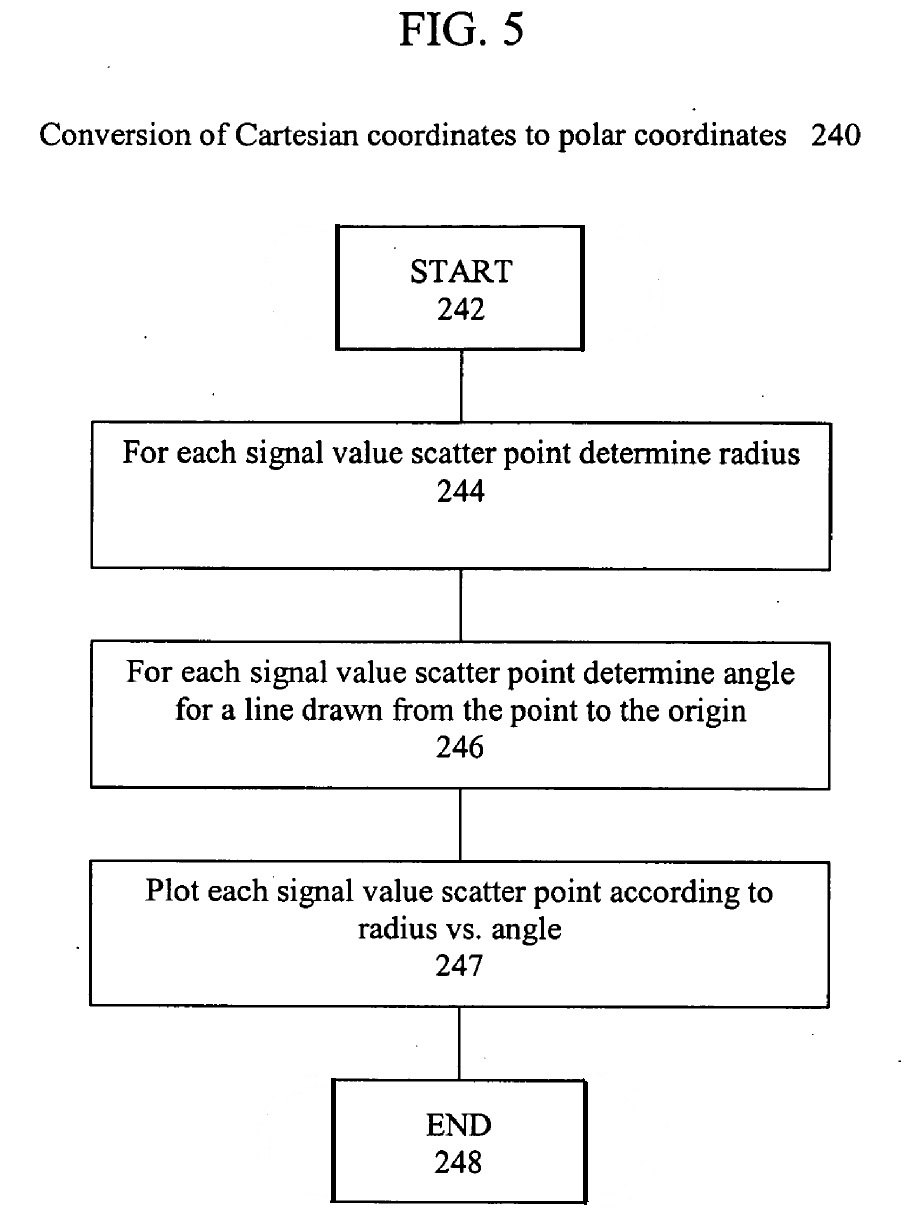 FIG. 5
Conversion of Cartesian coordinates to polar coordinates 240
START
242
For each signal value scatter point determine radius
244
For each signal value scatter point determine angle
for a line drawn from the point to the origin
246
Plot each signal value scatter point according to
radius vs. angle
247
END
248